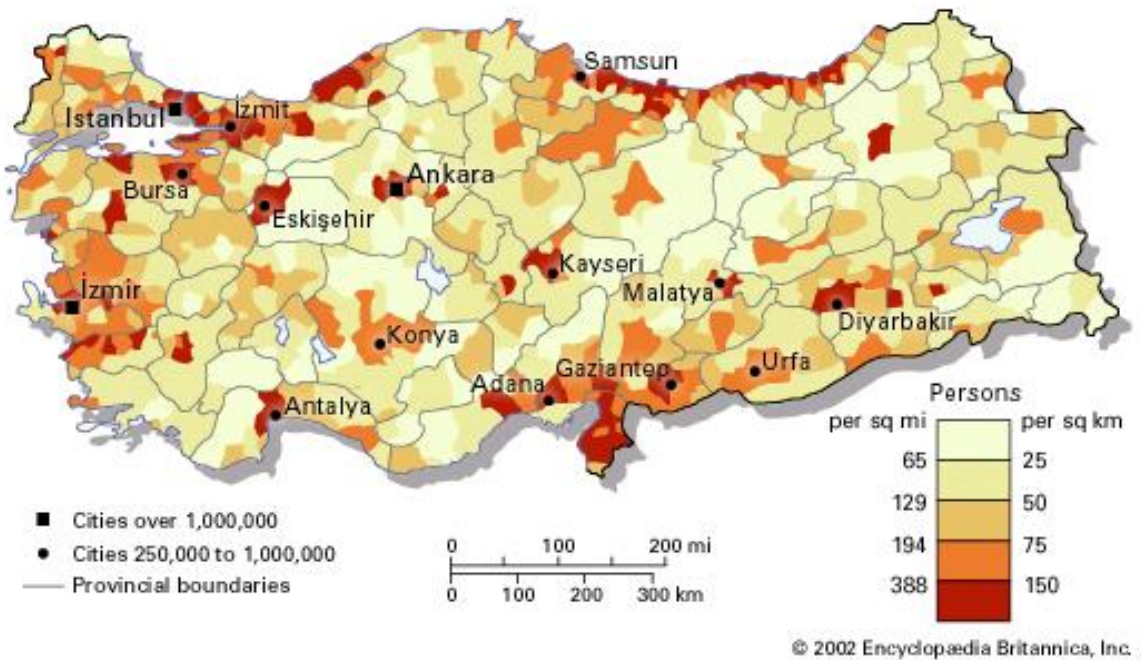 Samsun
Istanbul
İzmit
Bursa
Ankara
Eskişehir
Kayseri
İzmir
Malatya
Diyarbakır
Konya
Gaziantep
Urfa
Adana
Antalya
Persons
per sq mi per sq km
65 25
129 50
194 75
388 150
Cities over 1,000,000
Cities 250,000 to 1,000,000
Provincial boundaries
0 100 200 mi
0 100 200 300 km
© 2002 Encyclopædia Britannica, Inc.